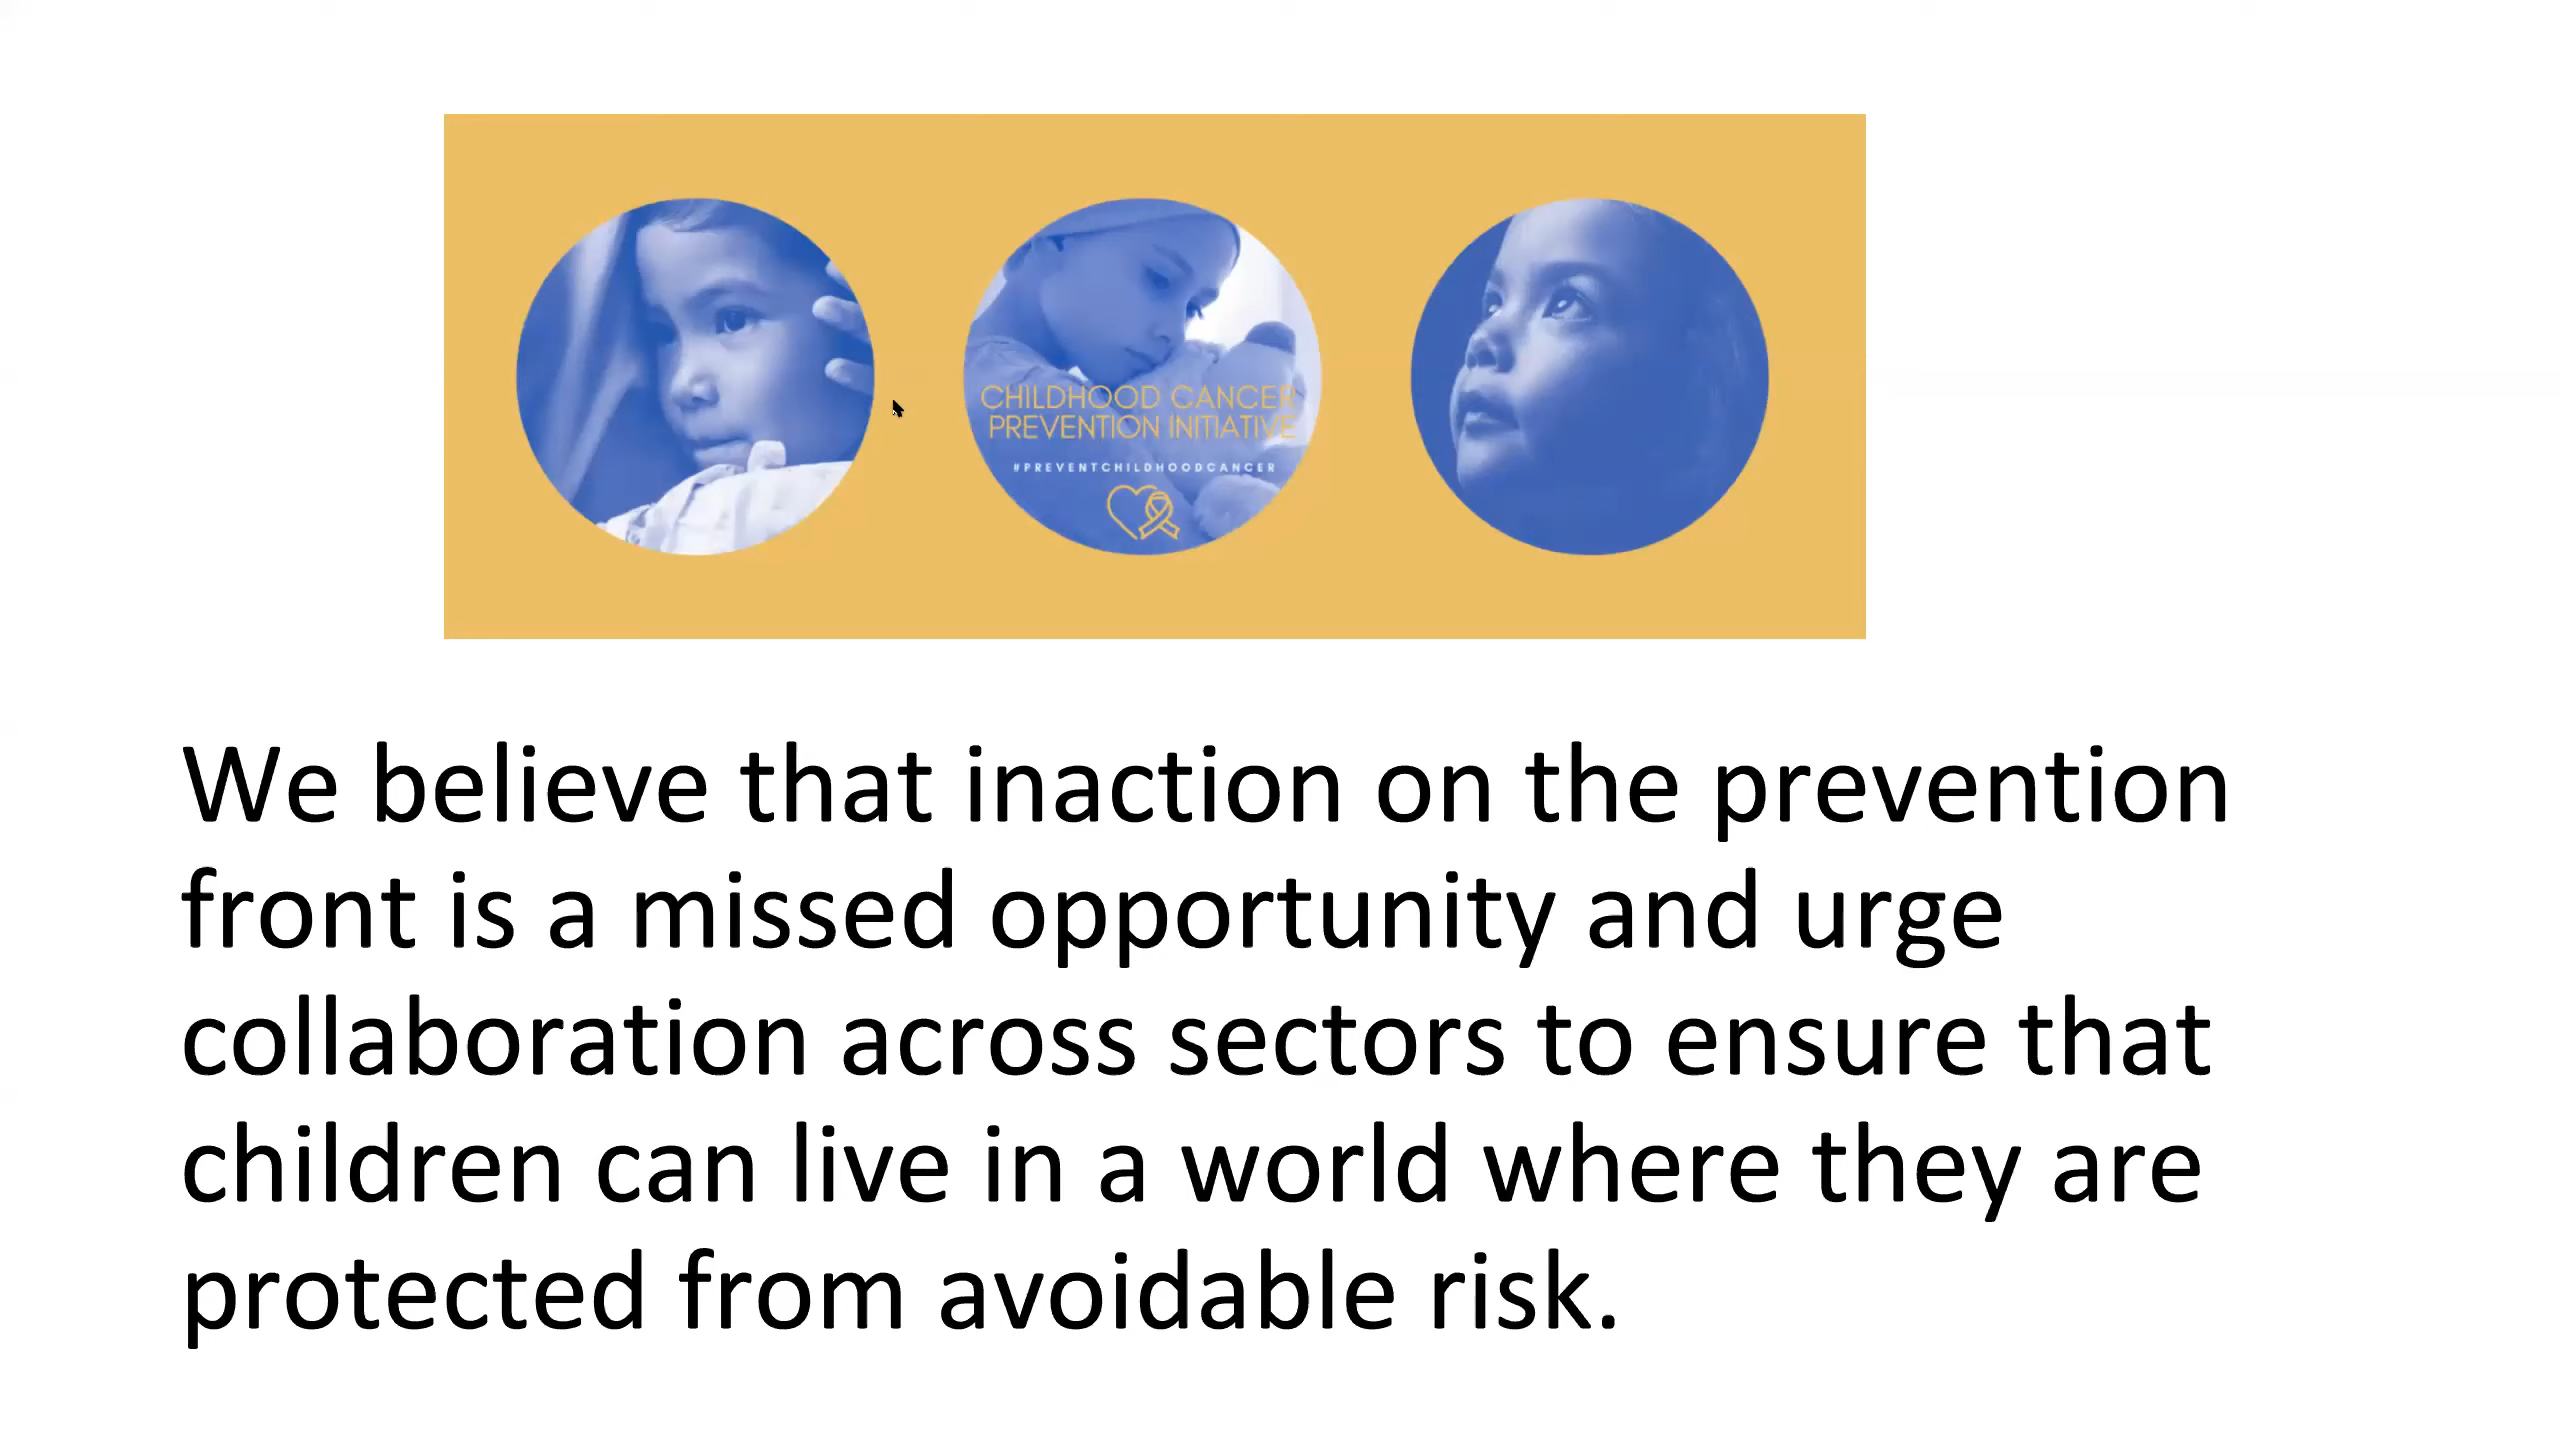 CHILDHOOD CANCER
PREVENTION INITIATIVE
#PREVENTCHILDHOODCANCER
We believe that inaction on the prevention
front is a missed opportunity and urge
collaboration across sectors to ensure that
children can live in a world where they are
protected from avoidable risk.